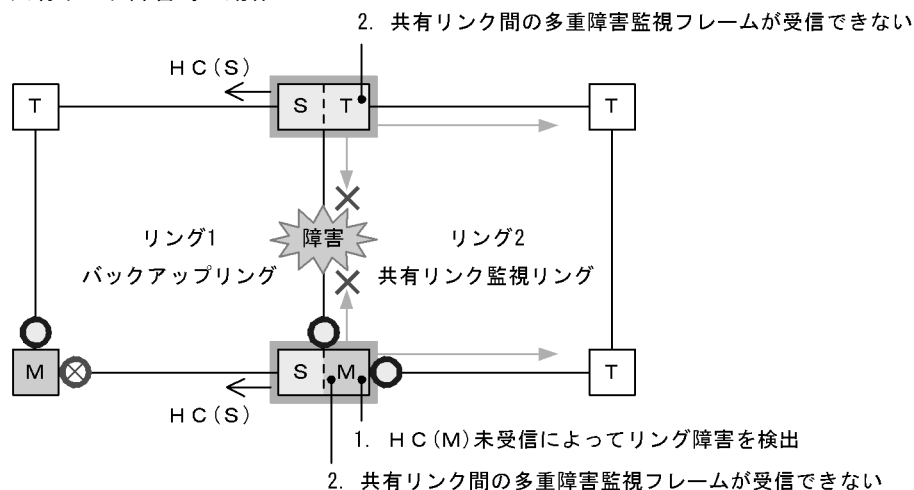 2. 共有リンク間の多重障害監視フレームが受信できない
HC(S)
T
S
T
T
リング1
バックアップリング
障害
リング2
共有リンク監視リング
M
S
M
T
HC(S)
1. HC(M)未受信によってリング障害を検出
2. 共有リンク間の多重障害監視フレームが受信できない